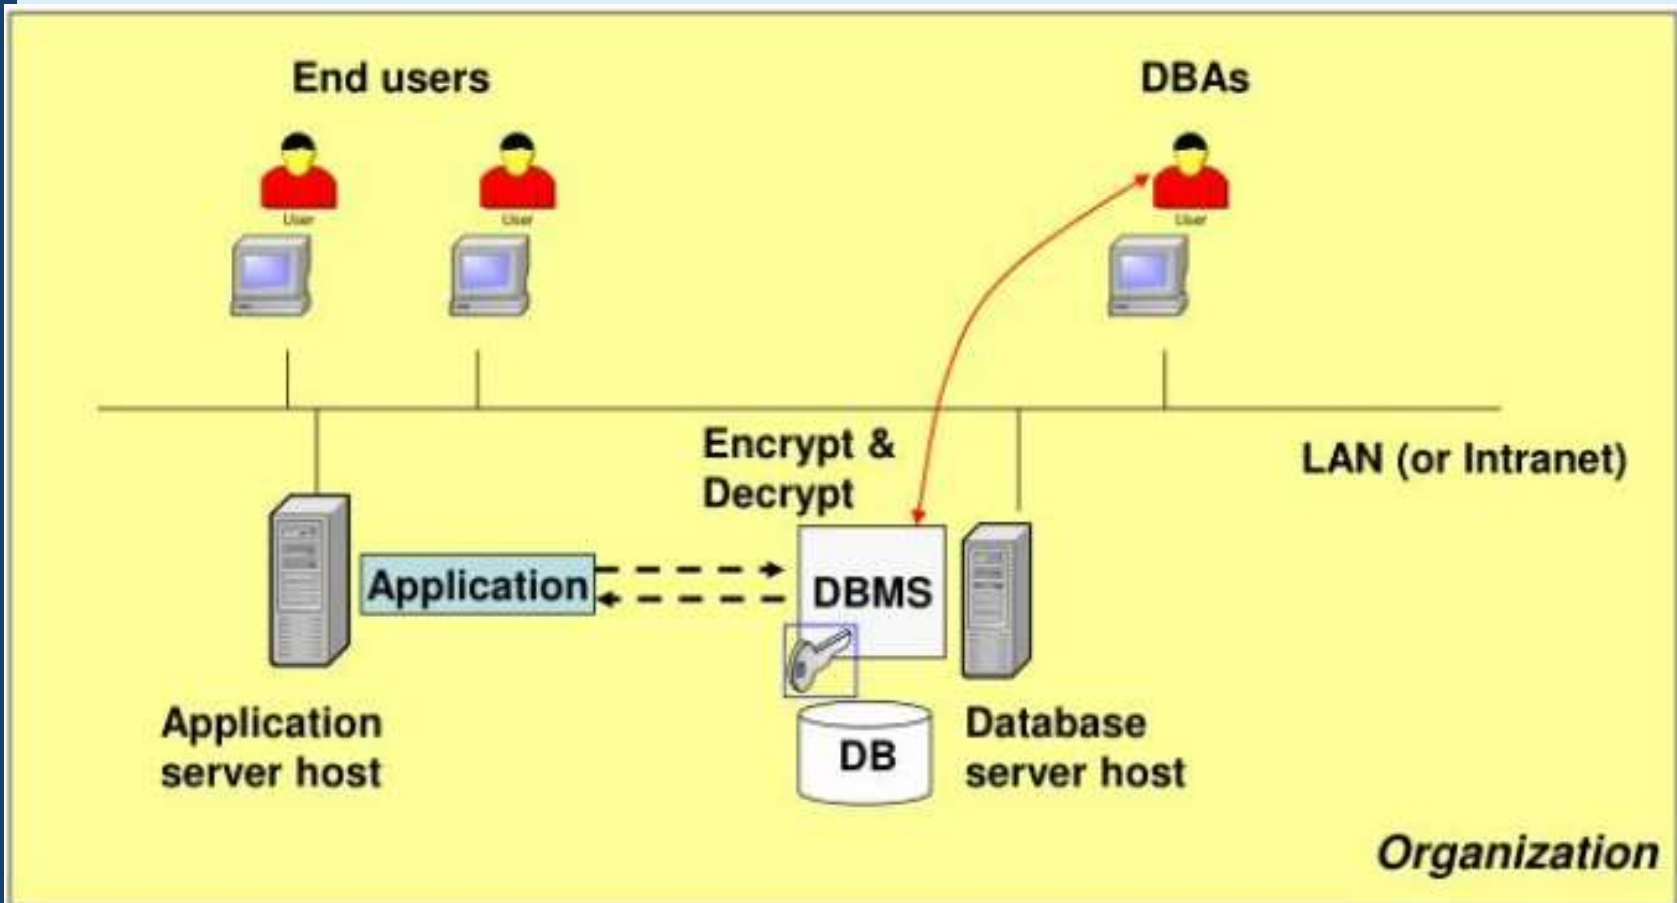 End users
DBAs
User
User
User
Encrypt &
Decrypt
LAN (or Intranet)
Application
DBMS
Application
server host
DB
Database
server host
Organization